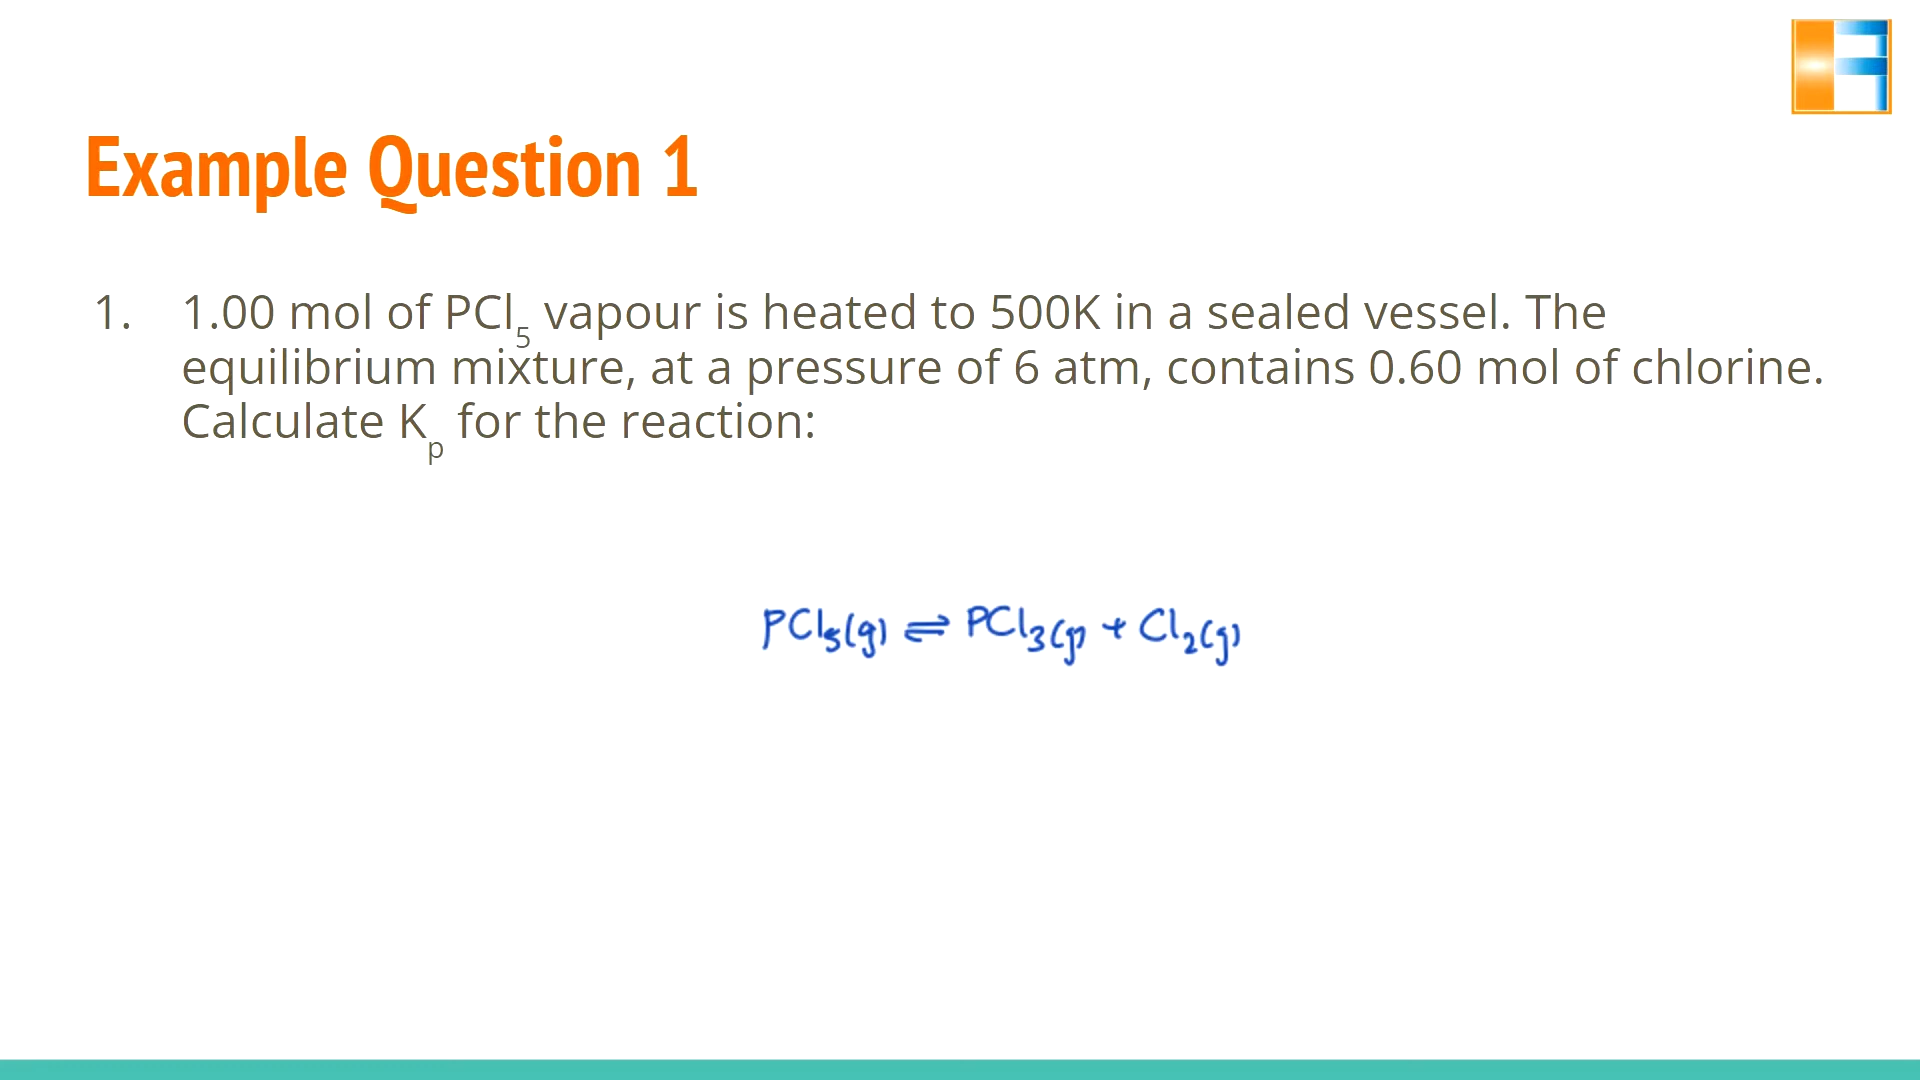 Example Question 1
1. 1.00 mol of PCl5 vapour is heated to 500K in a sealed vessel. The
equilibrium mixture, at a pressure of 6 atm, contains 0.60 mol of chlorine.
Calculate Kp for the reaction:
PCl5(g) ⇌ PCl3(g) + Cl2(g)